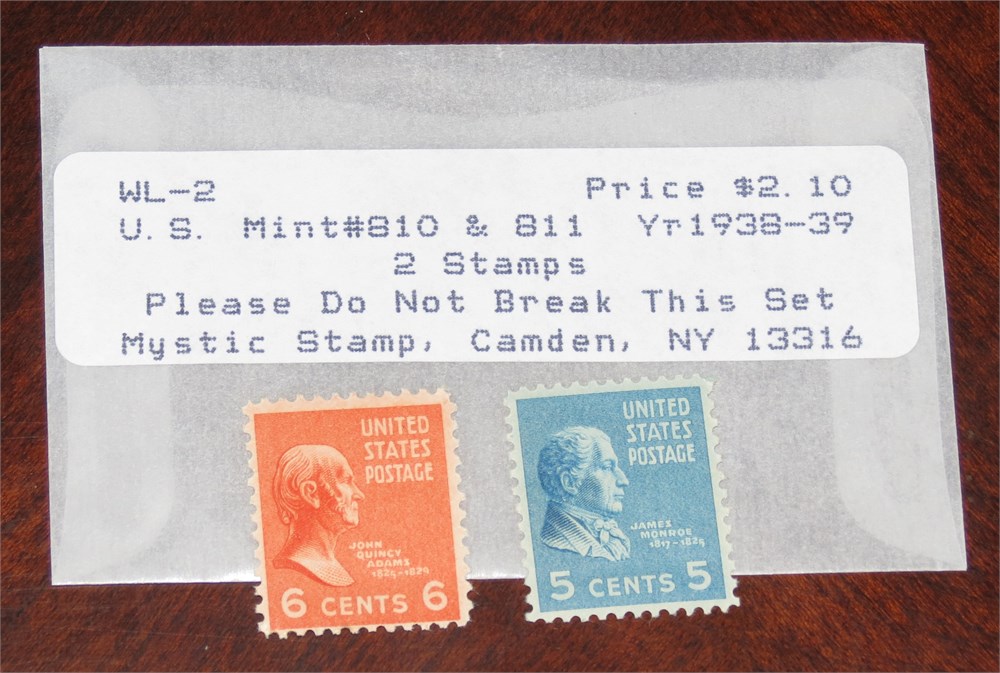 WL-2 Price $2.10
U.S. Mint#810 & 811 Yr1938-39
2 Stamps
Please Do Not Break This Set
Mystic Stamp, Camden, NY 13316
UNITED
STATES
POSTAGE
JOHN
QUINCY
ADAMS
1824-1829
6 CENTS 6
UNITED
STATES
POSTAGE
JAMES
MONROE
1817-1824
5 CENTS 5